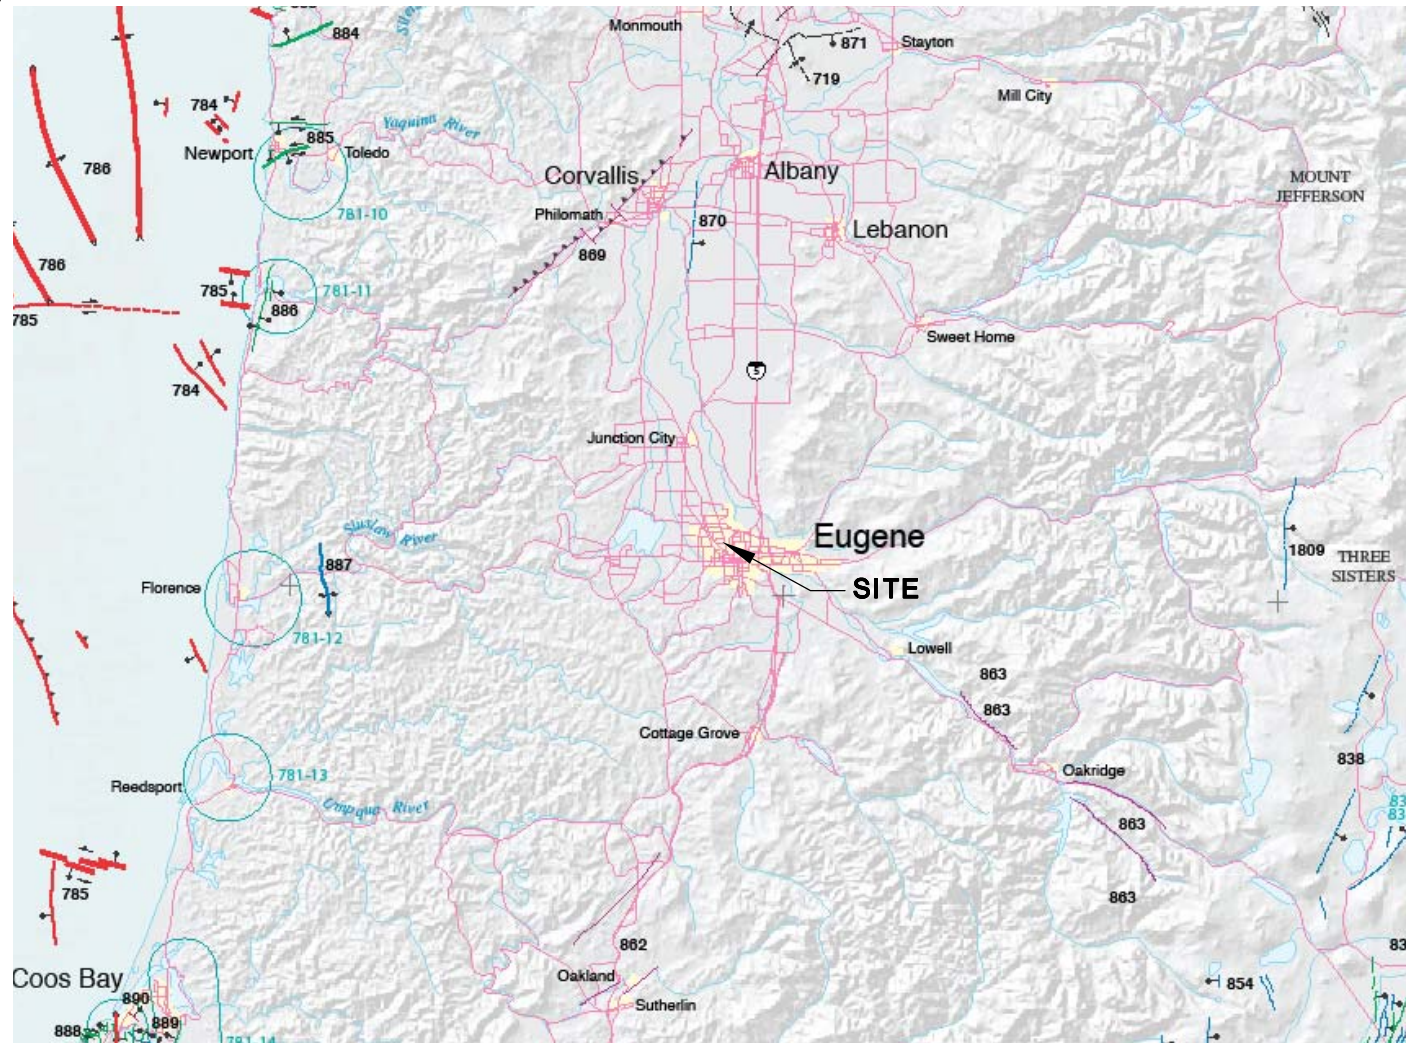 Monmouth
884
871
Stayton
719
Mill City
784
Yaquina River
885
Newport
Toledo
786
Corvallis
Albany
MOUNT
JEFFERSON
781-10
Philomath
870
Lebanon
869
786
785
781-11
886
785
Sweet Home
5
784
Junction City
Siuslaw River
Eugene
887
1809
THREE
SISTERS
Florence
SITE
781-12
Lowell
863
863
Cottage Grove
838
781-13
Oakridge
Reedsport
Umpqua River
863
785
863
862
Oakland
Coos Bay
854
890
Sutherlin
889
888
781-14